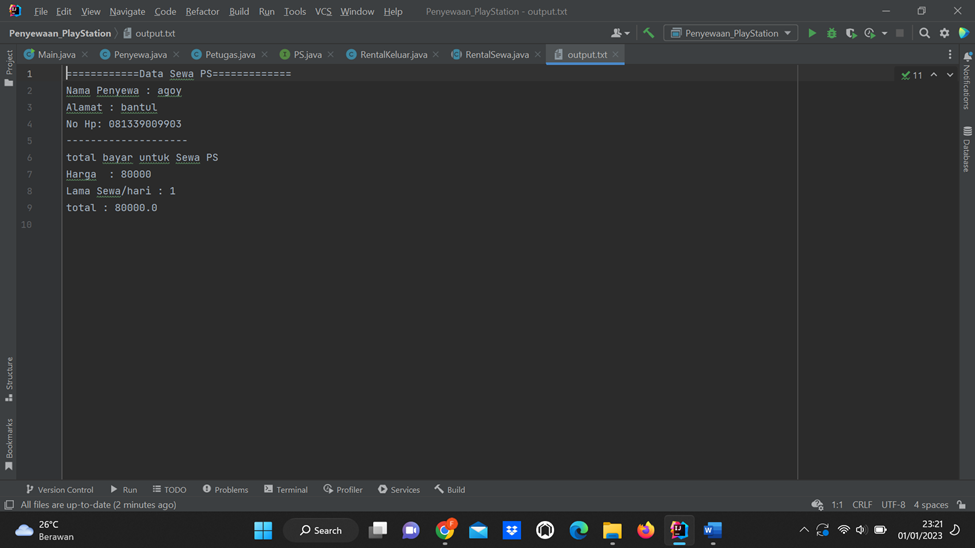 File Edit View Navigate Code Refactor Build Run Tools VCS Window Help Penyewaan_PlayStation - output.txt
Penyewaan_PlayStation output.txt Penyewaan_PlayStation
Project
Main.java Penyewa.java Petugas.java PS.java RentalKeluar.java RentalSewa.java output.txt
1 ============Data Sewa PS============= 11
2 Nama Penyewa : agoy
3 Alamat : bantul
4 No Hp: 081339009903
5 --------------------
6 total bayar untuk Sewa PS
7 Harga  : 80000
8 Lama Sewa/hari : 1
9 total : 80000.0
10
Notifications
Database
Structure
Bookmarks
Version Control Run TODO Problems Terminal Profiler Services Build
All files are up-to-date (2 minutes ago) 1:1 CRLF UTF-8 4 spaces
26°C
Berawan
Search
23:21
01/01/2023